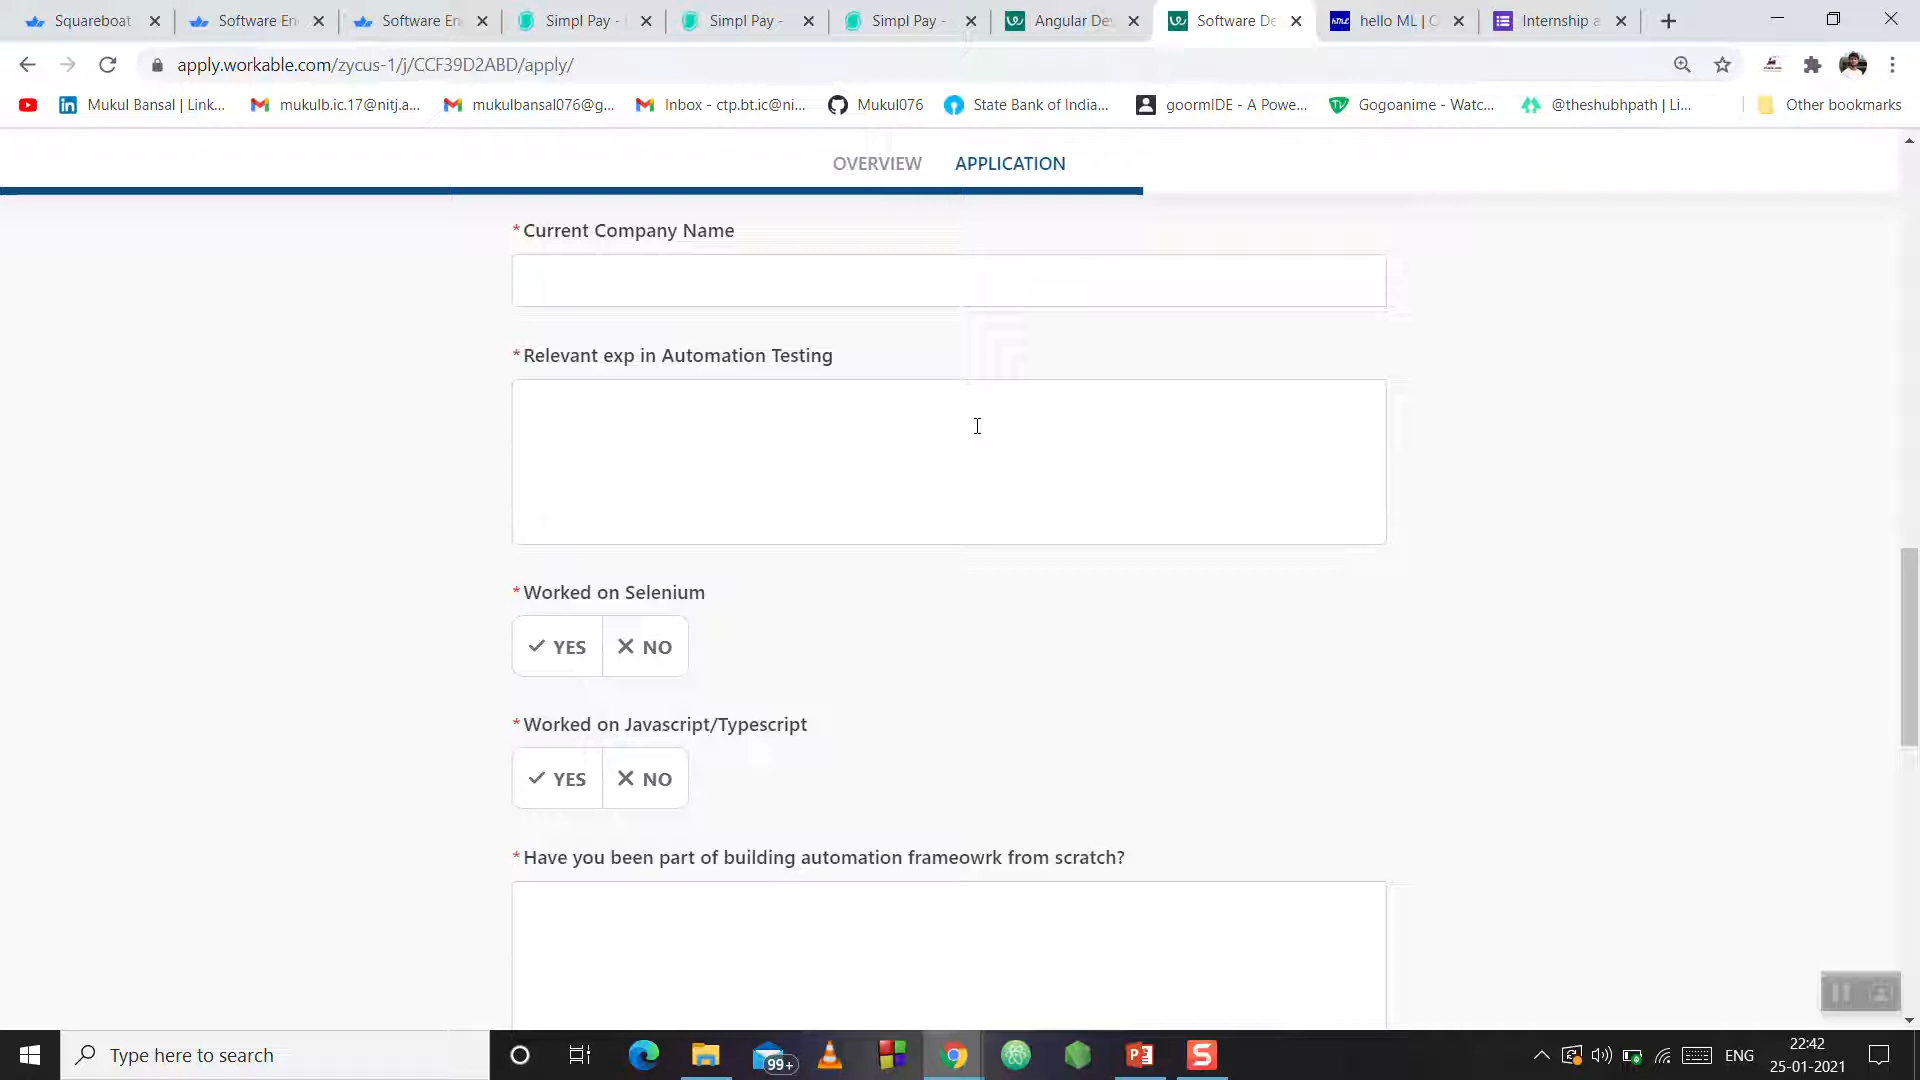 Squareboat
Software En
Software En
Simpl Pay -
Simpl Pay -
Simpl Pay -
Angular De
Software De
hello ML | C
Internship a
apply.workable.com/zycus-1/j/CCF39D2ABD/apply/
Mukul Bansal | Link...
mukulb.ic.17@nitj.a...
mukulbansal076@g...
Inbox - ctp.bt.ic@ni...
Mukul076
State Bank of India...
goormIDE - A Powe...
Gogoanime - Watc...
@theshubhpath | Li...
Other bookmarks
OVERVIEW
APPLICATION
*Current Company Name
*Relevant exp in Automation Testing
*Worked on Selenium
YES
NO
*Worked on Javascript/Typescript
YES
NO
*Have you been part of building automation frameowrk from scratch?
Type here to search
99+
ENG
22:42
25-01-2021